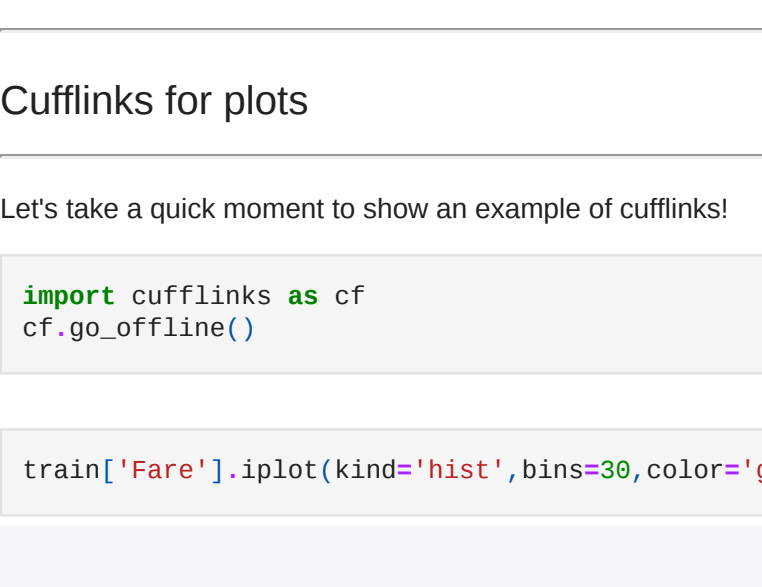 Cufflinks for plots
Let's take a quick moment to show an example of cufflinks!
import cufflinks as cf
cf.go_offline()
train['Fare'].iplot(kind='hist',bins=30,color='